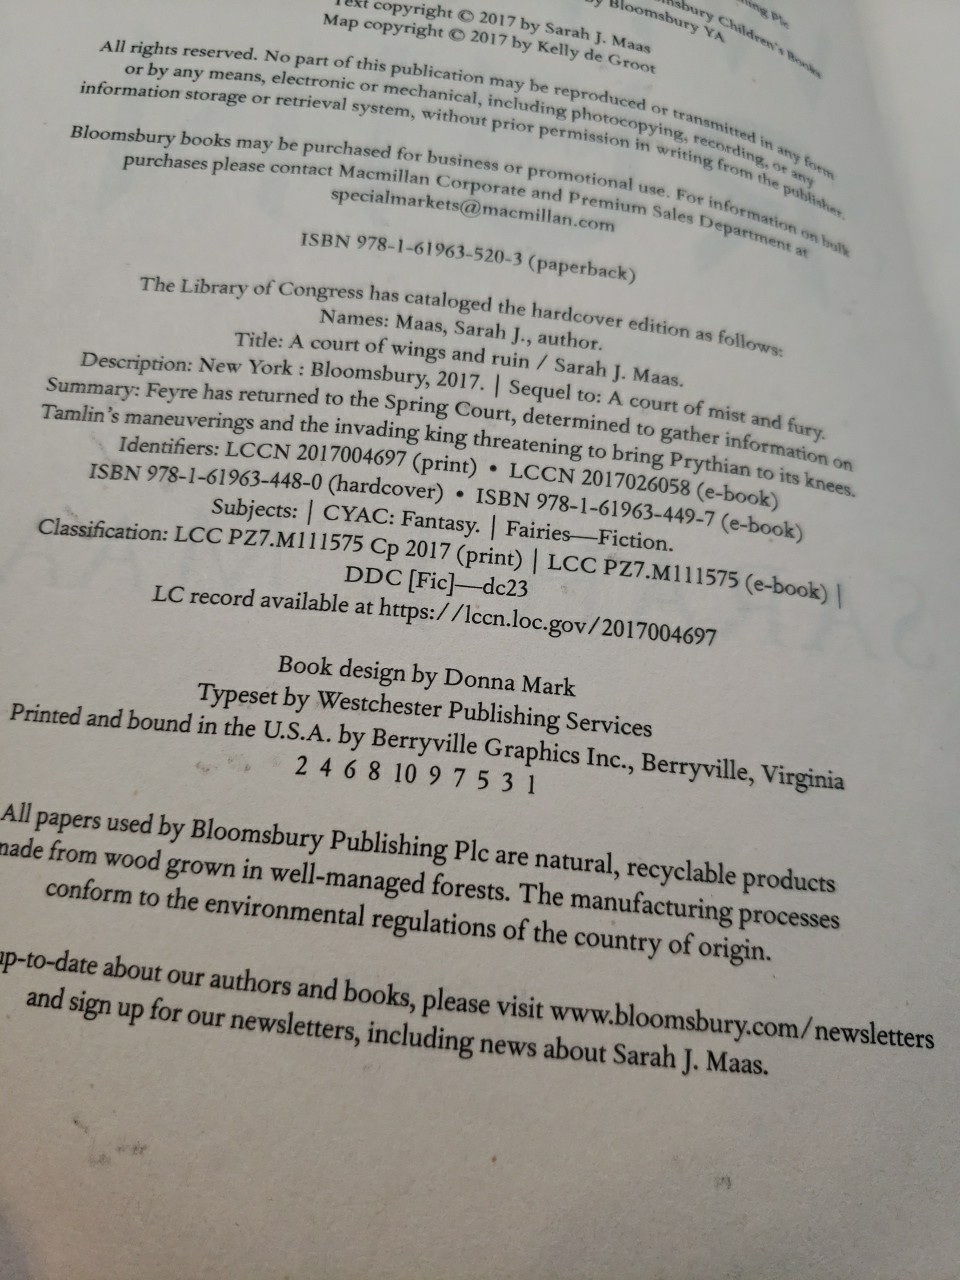 Bloomsbury Children's Books
by Bloomsbury YA
Text copyright © 2017 by Sarah J. Maas
Map copyright © 2017 by Kelly de Groot
All rights reserved. No part of this publication may be reproduced or transmitted in any form
or by any means, electronic or mechanical, including photocopying, recording, or any
information storage or retrieval system, without prior permission in writing from the publisher.
Bloomsbury books may be purchased for business or promotional use. For information on bulk
purchases please contact Macmillan Corporate and Premium Sales Department at
specialmarkets@macmillan.com
ISBN 978-1-61963-520-3 (paperback)
The Library of Congress has cataloged the hardcover edition as follows:
Names: Maas, Sarah J., author.
Title: A court of wings and ruin / Sarah J. Maas.
Description: New York : Bloomsbury, 2017. | Sequel to: A court of mist and fury.
Summary: Feyre has returned to the Spring Court, determined to gather information on
Tamlin's maneuverings and the invading king threatening to bring Prythian to its knees.
Identifiers: LCCN 2017004697 (print) • LCCN 2017026058 (e-book)
ISBN 978-1-61963-448-0 (hardcover) • ISBN 978-1-61963-449-7 (e-book)
Subjects: | CYAC: Fantasy. | Fairies—Fiction.
Classification: LCC PZ7.M111575 Cp 2017 (print) | LCC PZ7.M111575 (e-book) |
DDC [Fic]—dc23
LC record available at https://lccn.loc.gov/2017004697
Book design by Donna Mark
Typeset by Westchester Publishing Services
Printed and bound in the U.S.A. by Berryville Graphics Inc., Berryville, Virginia
2 4 6 8 10 9 7 5 3 1
All papers used by Bloomsbury Publishing Plc are natural, recyclable products
made from wood grown in well-managed forests. The manufacturing processes
conform to the environmental regulations of the country of origin.
up-to-date about our authors and books, please visit www.bloomsbury.com/newsletters
and sign up for our newsletters, including news about Sarah J. Maas.